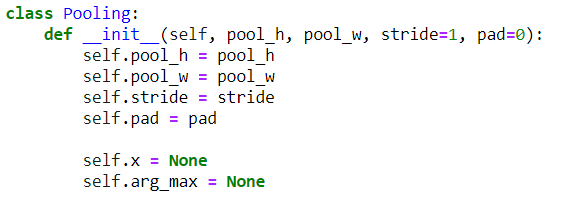 class Pooling:
    def __init__(self, pool_h, pool_w, stride=1, pad=0):
        self.pool_h = pool_h
        self.pool_w = pool_w
        self.stride = stride
        self.pad = pad

        self.x = None
        self.arg_max = None